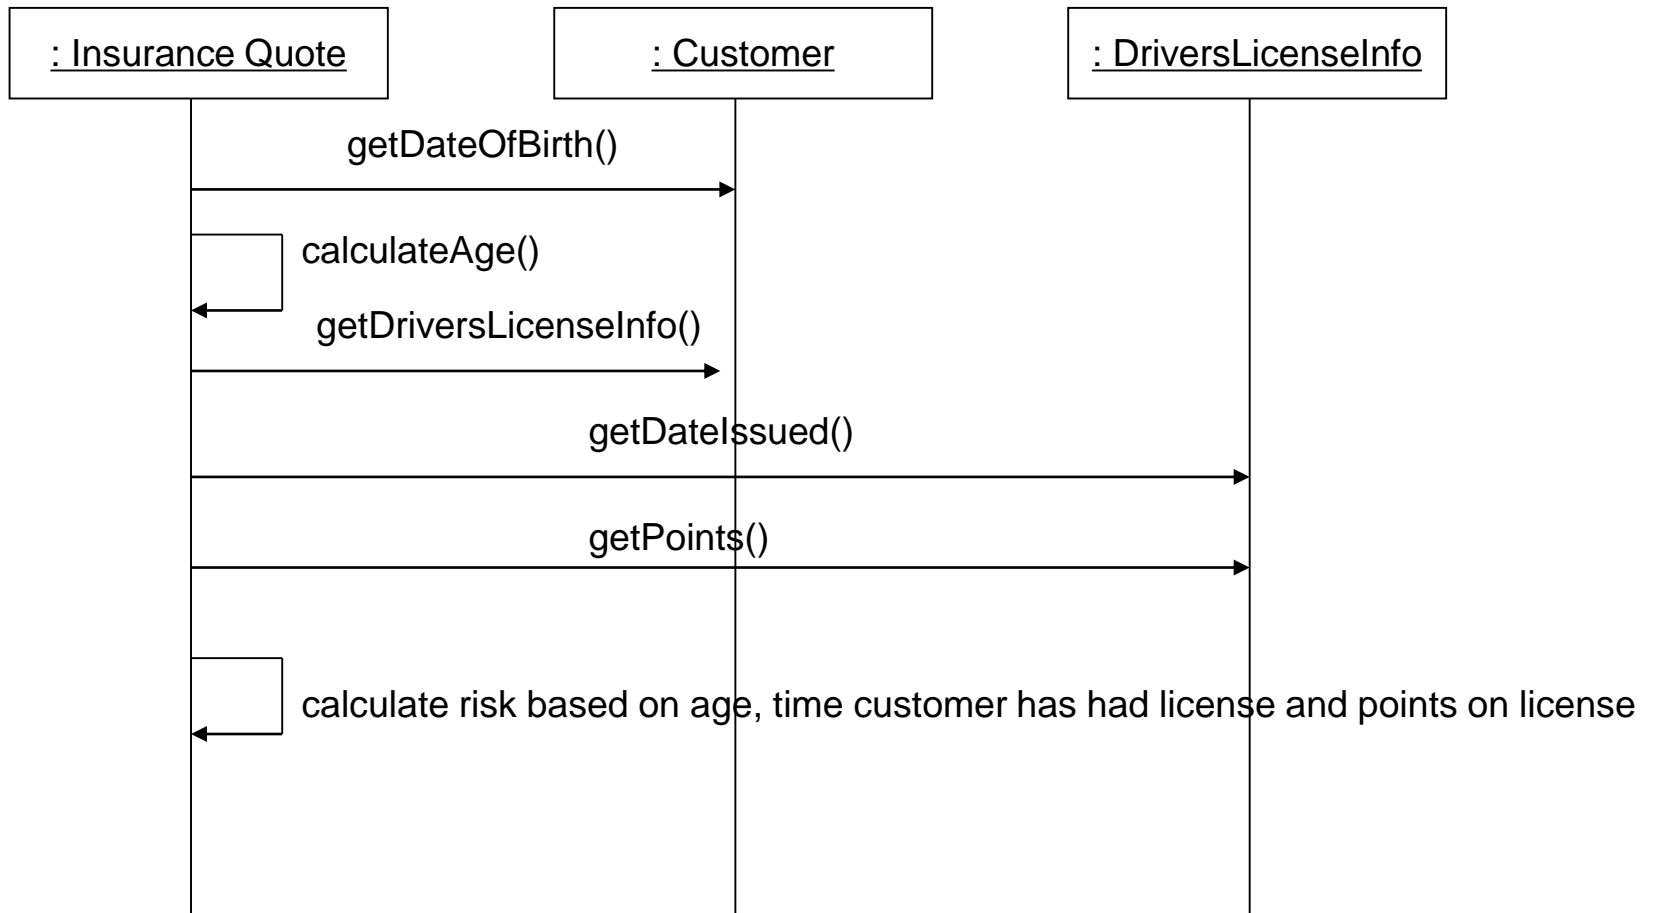 : Insurance Quote
: Customer
: DriversLicenseInfo
getDateOfBirth()
calculateAge()
getDriversLicenseInfo()
getDateIssued()
getPoints()
calculate risk based on age, time customer has had license and points on license